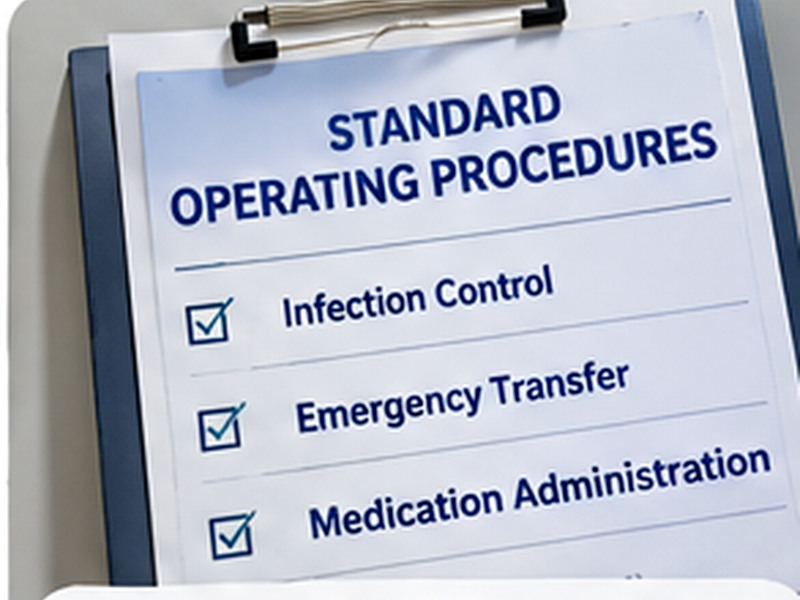 STANDARD
OPERATING PROCEDURES
Infection Control
Emergency Transfer
Medication Administration